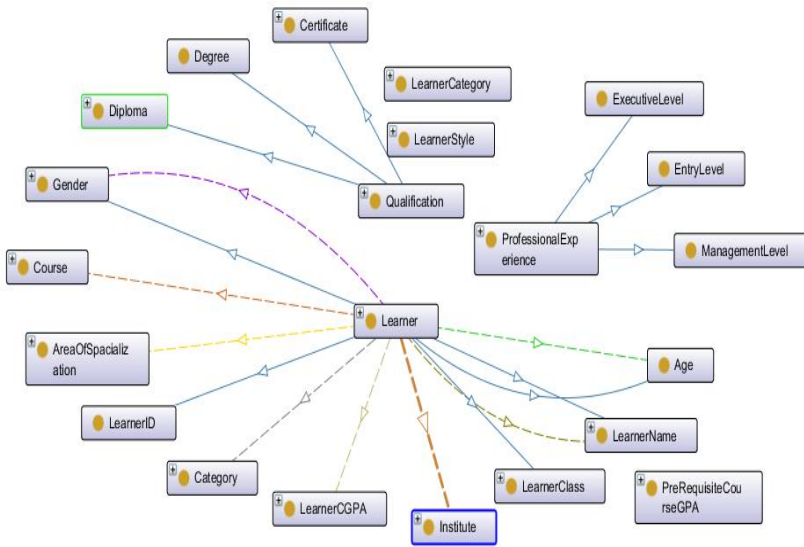 Certificate
Degree
LearnerCategory
ExecutiveLevel
Diploma
LearnerStyle
EntryLevel
Gender
Qualification
ProfessionalExp
erience
ManagementLevel
Course
Learner
AreaOfSpacializ
ation
Age
LearnerID
LearnerName
Category
LearnerClass
PreRequisiteCou
rseGPA
LearnerCGPA
Institute